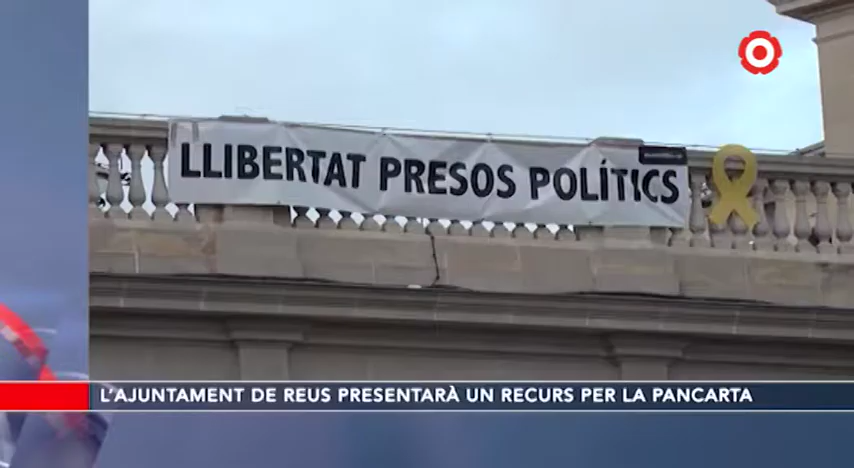 LLIBERTAT PRESOS POLÍTICS
L'AJUNTAMENT DE REUS PRESENTARÀ UN RECURS PER LA PANCARTA